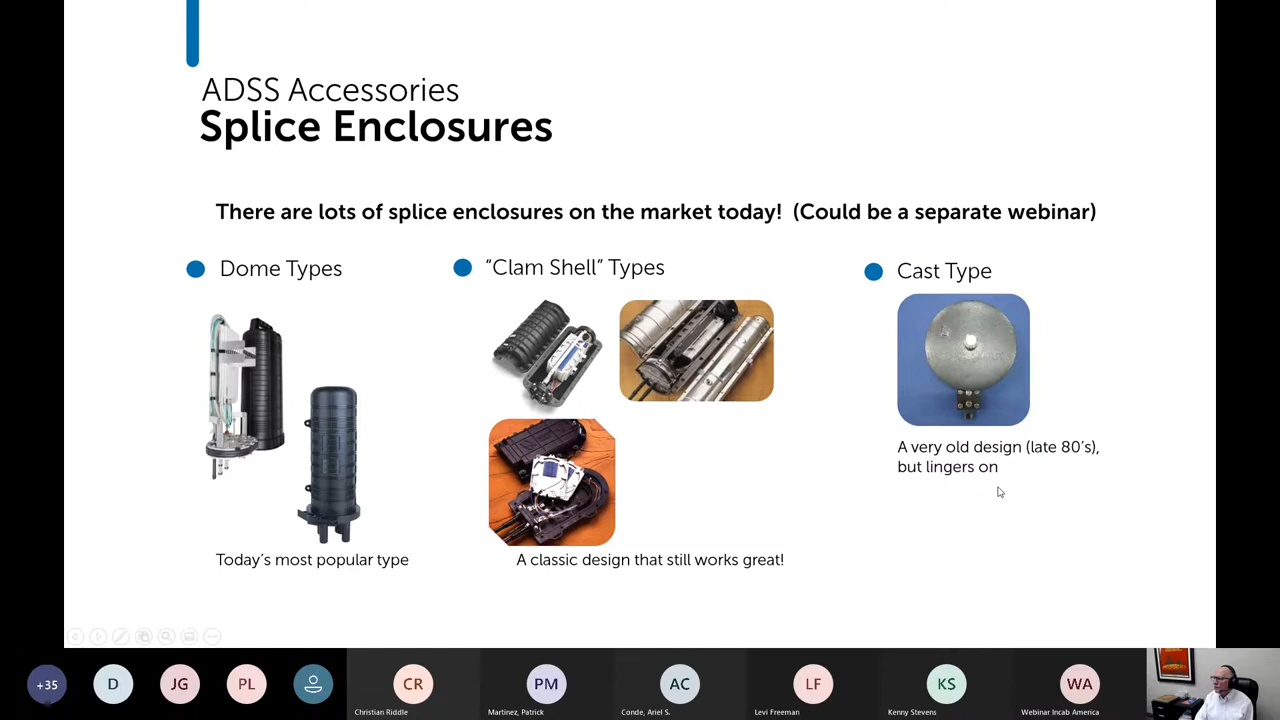 ADSS Accessories
Splice Enclosures
There are lots of splice enclosures on the market today!  (Could be a separate webinar)
Dome Types
“Clam Shell” Types
Cast Type
A very old design (late 80’s),
but lingers on
Today’s most popular type
A classic design that still works great!
+35
D
JG
PL
CR
Christian Riddle
PM
Martinez, Patrick
AC
Conde, Ariel S.
LF
Levi Freeman
KS
Kenny Stevens
WA
Webinar Incab America